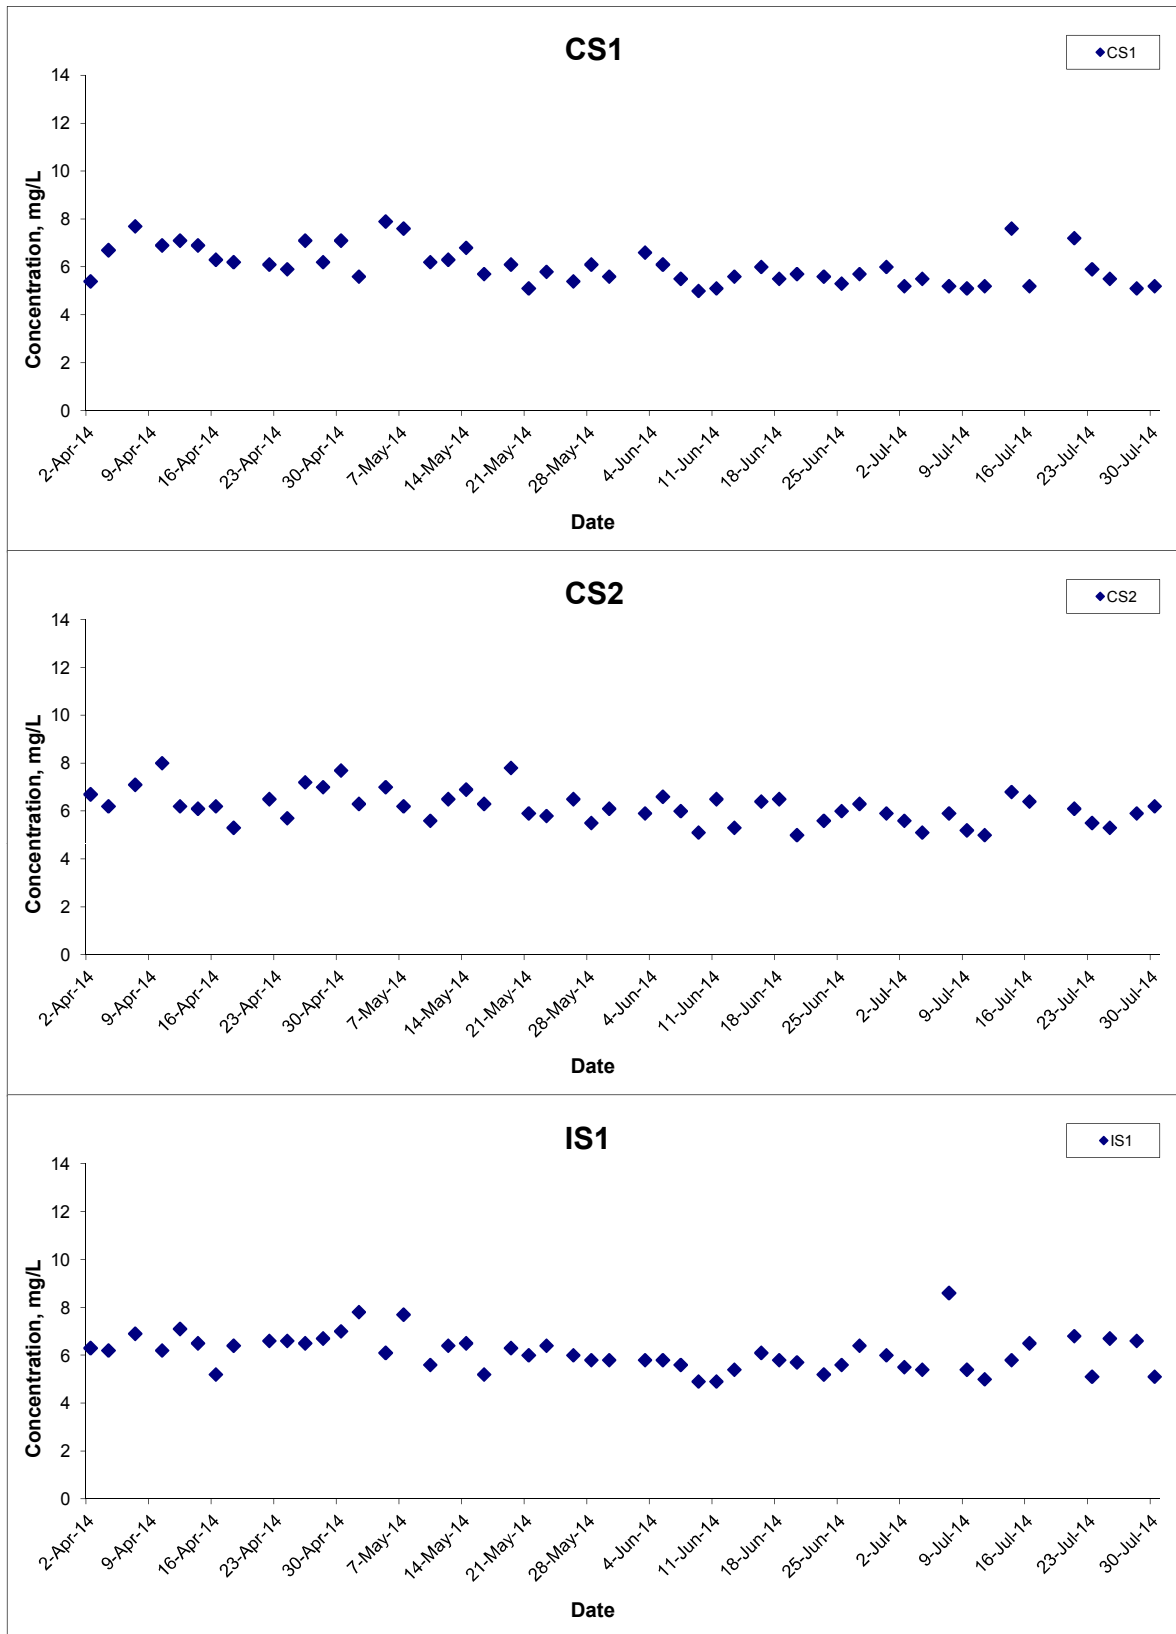 CS1
CS1
14
12
10
8
6
4
2
0
Concentration, mg/L
2-Apr-14
9-Apr-14
16-Apr-14
23-Apr-14
30-Apr-14
7-May-14
14-May-14
21-May-14
28-May-14
4-Jun-14
11-Jun-14
18-Jun-14
25-Jun-14
2-Jul-14
9-Jul-14
16-Jul-14
23-Jul-14
30-Jul-14
Date
CS2
CS2
14
12
10
8
6
4
2
0
Concentration, mg/L
2-Apr-14
9-Apr-14
16-Apr-14
23-Apr-14
30-Apr-14
7-May-14
14-May-14
21-May-14
28-May-14
4-Jun-14
11-Jun-14
18-Jun-14
25-Jun-14
2-Jul-14
9-Jul-14
16-Jul-14
23-Jul-14
30-Jul-14
Date
IS1
IS1
14
12
10
8
6
4
2
0
Concentration, mg/L
2-Apr-14
9-Apr-14
16-Apr-14
23-Apr-14
30-Apr-14
7-May-14
14-May-14
21-May-14
28-May-14
4-Jun-14
11-Jun-14
18-Jun-14
25-Jun-14
2-Jul-14
9-Jul-14
16-Jul-14
23-Jul-14
30-Jul-14
Date